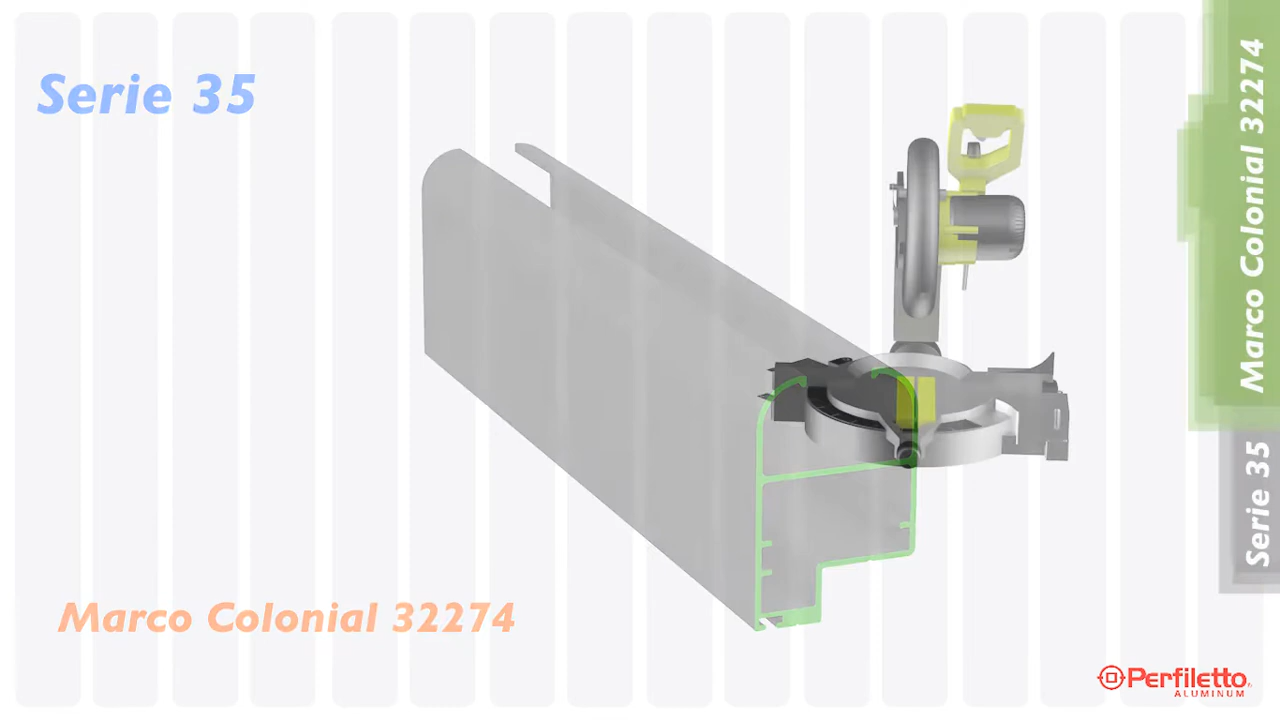 Serie 35
Marco Colonial 32274
Serie 35 Marco Colonial 32274
Perfiletto
ALUMINUM